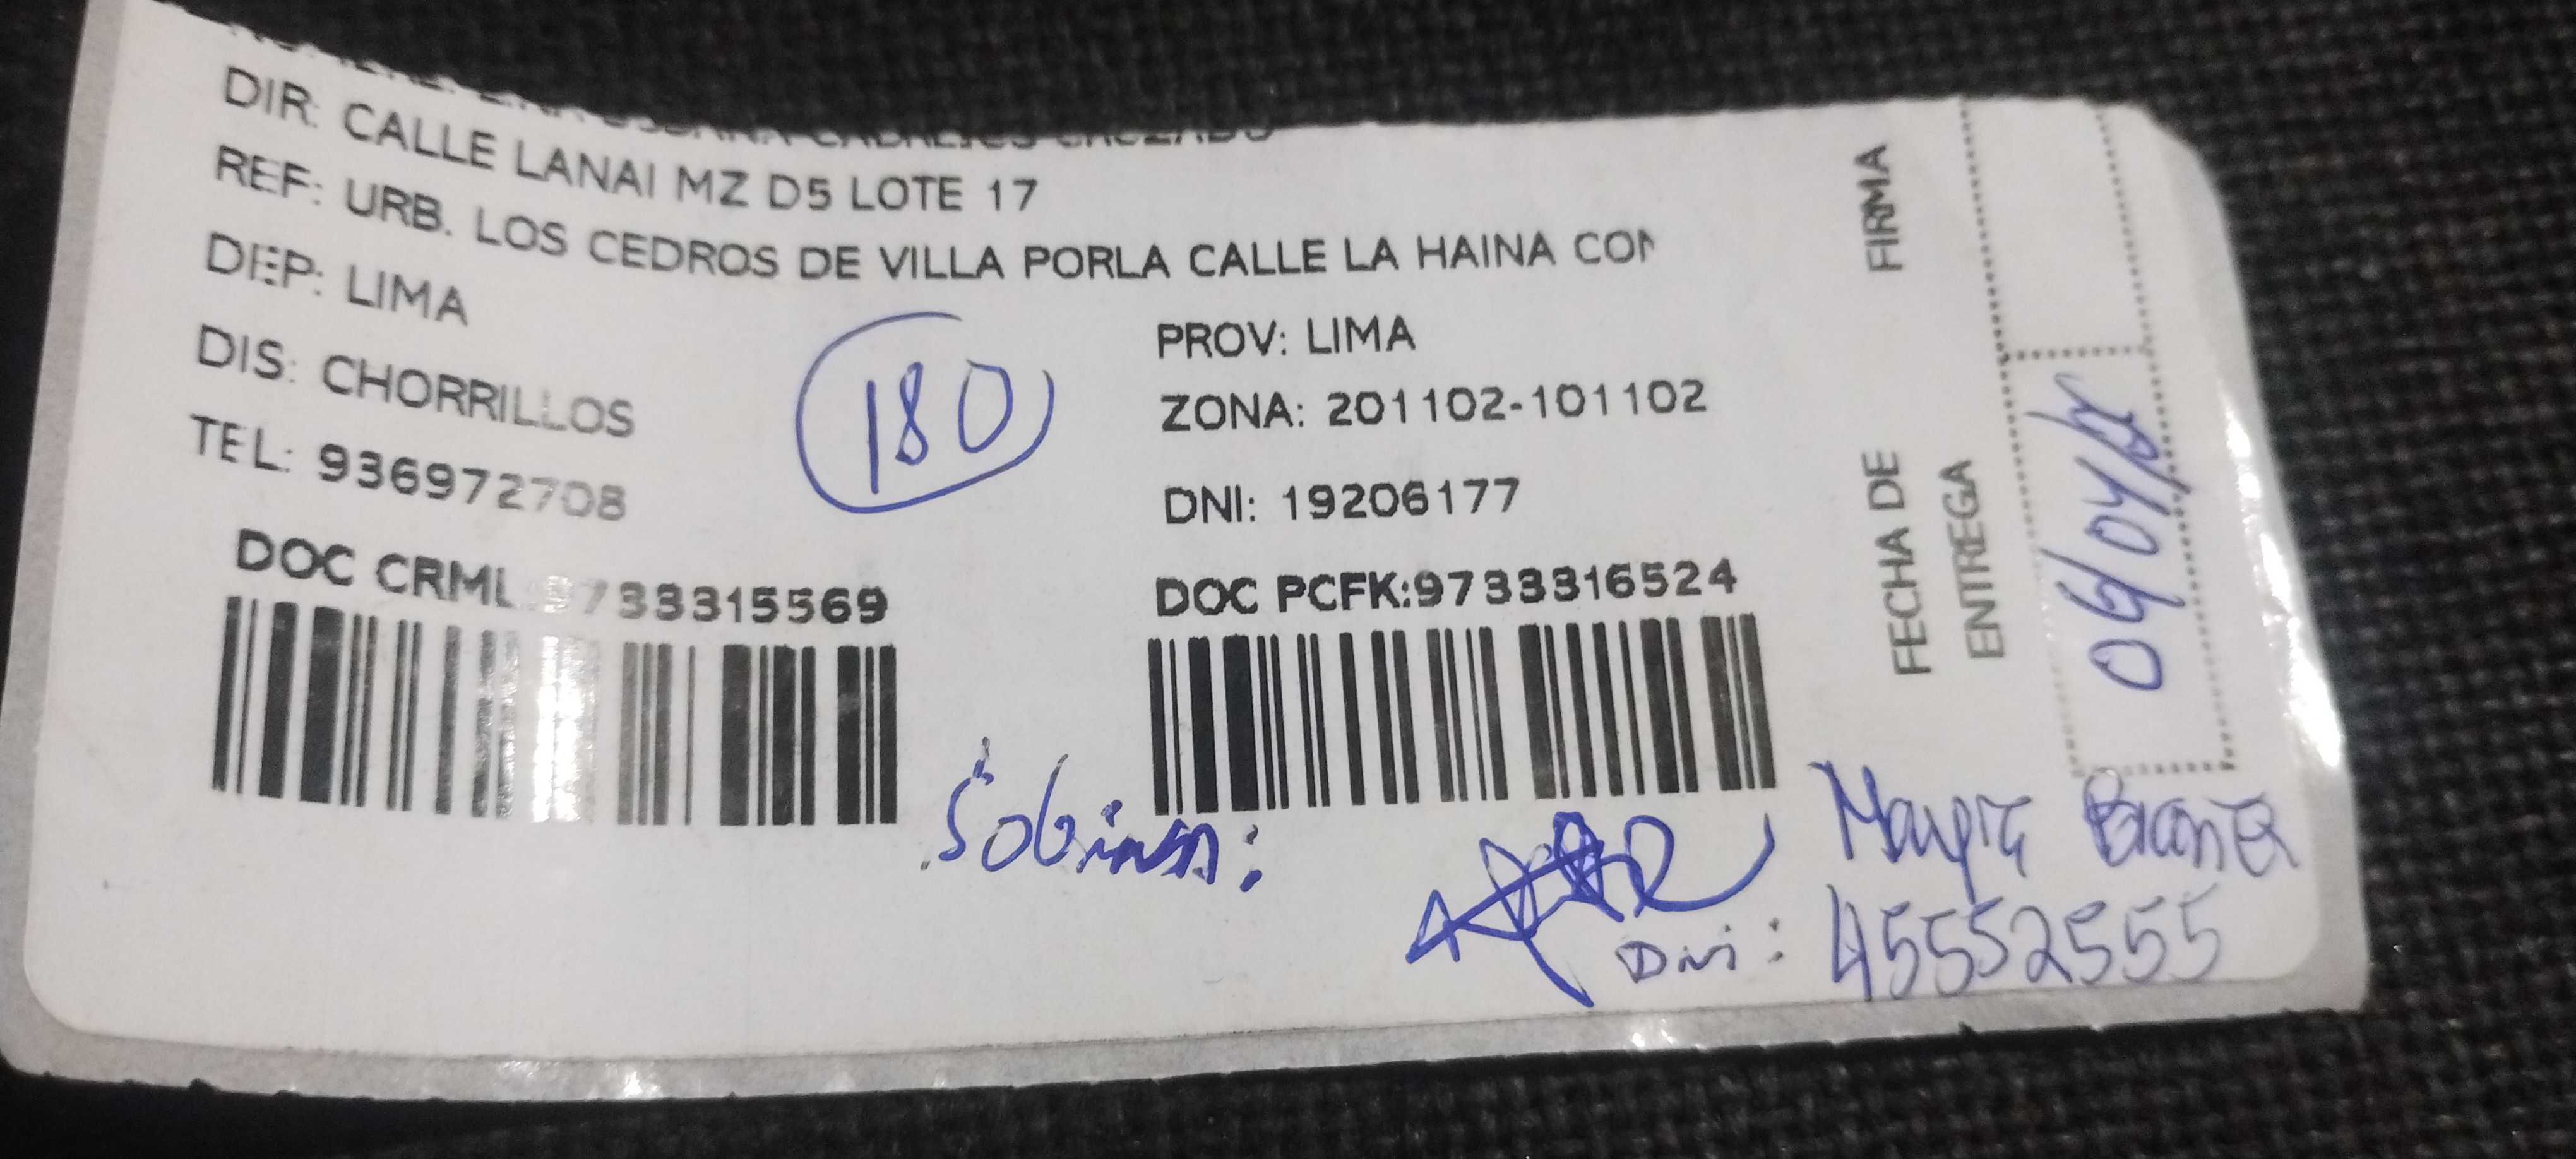 DIR: CALLE LANAI MZ D5 LOTE 17
REF: URB. LOS CEDROS DE VILLA PORLA CALLE LA HAINA CON
DEP: LIMA
PROV: LIMA
DIS: CHORRILLOS
180
ZONA: 201102-101102
TEL: 936972708
DNI: 19206177
DOC CRML 9733315569
DOC PCFK:9733316524
FIRMA
FECHA DE
ENTREGA
Sobina:
Dni: 45552555